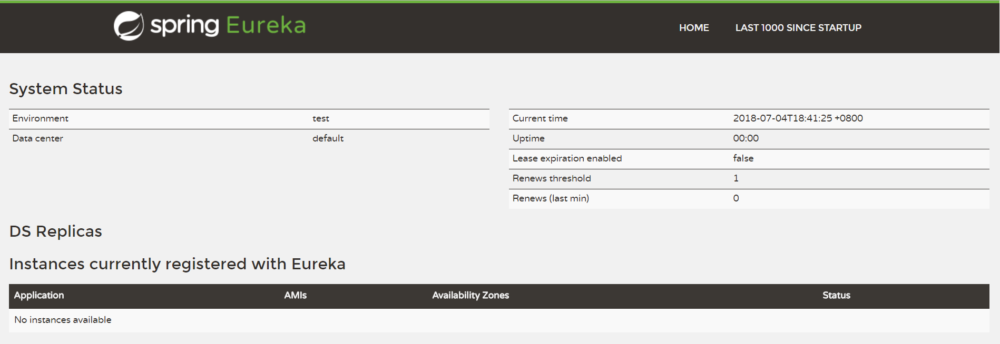 spring Eureka
HOME LAST 1000 SINCE STARTUP
System Status
Environment test
Data center default
Current time 2018-07-04T18:41:25 +0800
Uptime 00:00
Lease expiration enabled false
Renews threshold 1
Renews (last min) 0
DS Replicas
Instances currently registered with Eureka
Application AMIs Availability Zones Status
No instances available